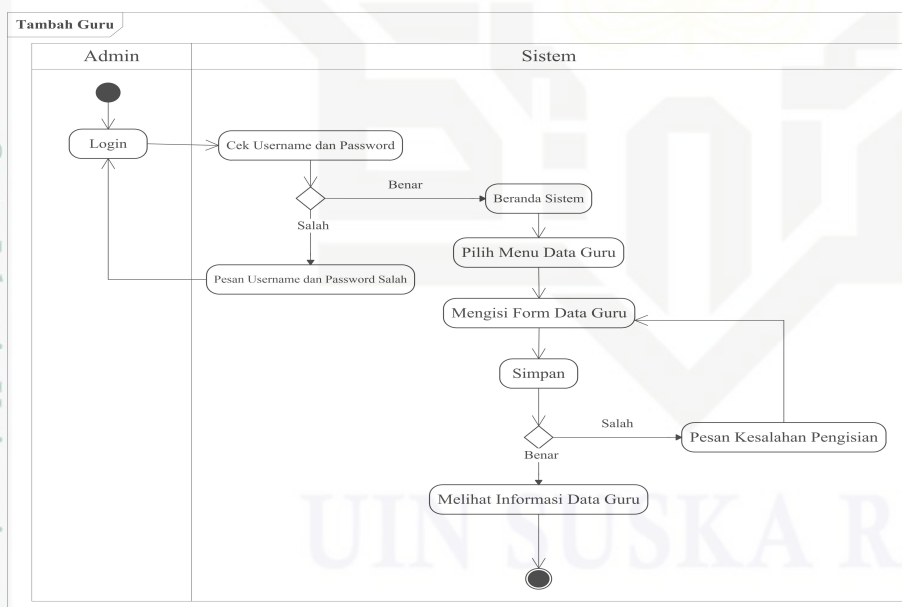 Tambah Guru
Admin
Sistem
Login
Cek Username dan Password
Benar
Beranda Sistem
Salah
Pilih Menu Data Guru
Pesan Username dan Password Salah
Mengisi Form Data Guru
Simpan
Salah
Pesan Kesalahan Pengisian
Benar
Melihat Informasi Data Guru
UIN SUSKA R